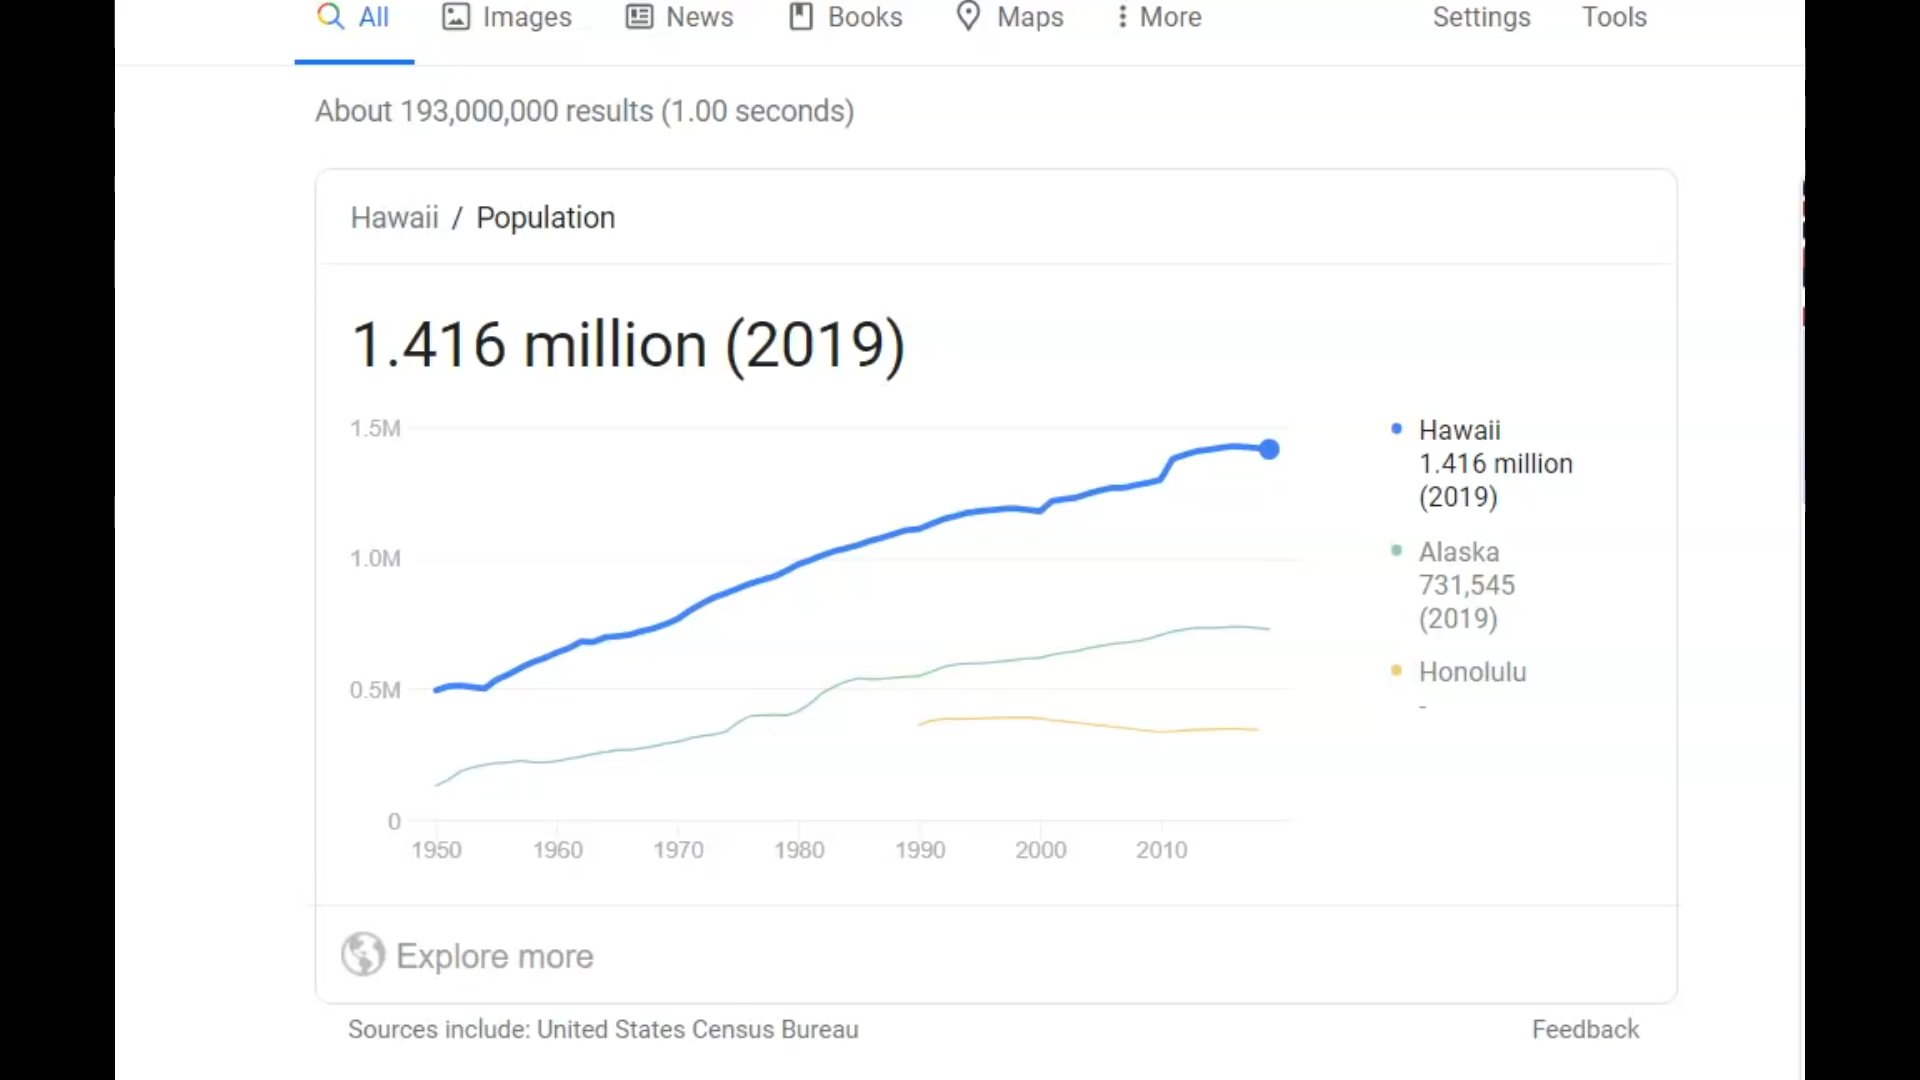 All Images News Books Maps More Settings Tools
About 193,000,000 results (1.00 seconds)
Hawaii / Population
1.416 million (2019)
1.5M
1.0M
0.5M
0
1950 1960 1970 1980 1990 2000 2010
Hawaii
1.416 million
(2019)
Alaska
731,545
(2019)
Honolulu
-
Explore more
Sources include: United States Census Bureau Feedback